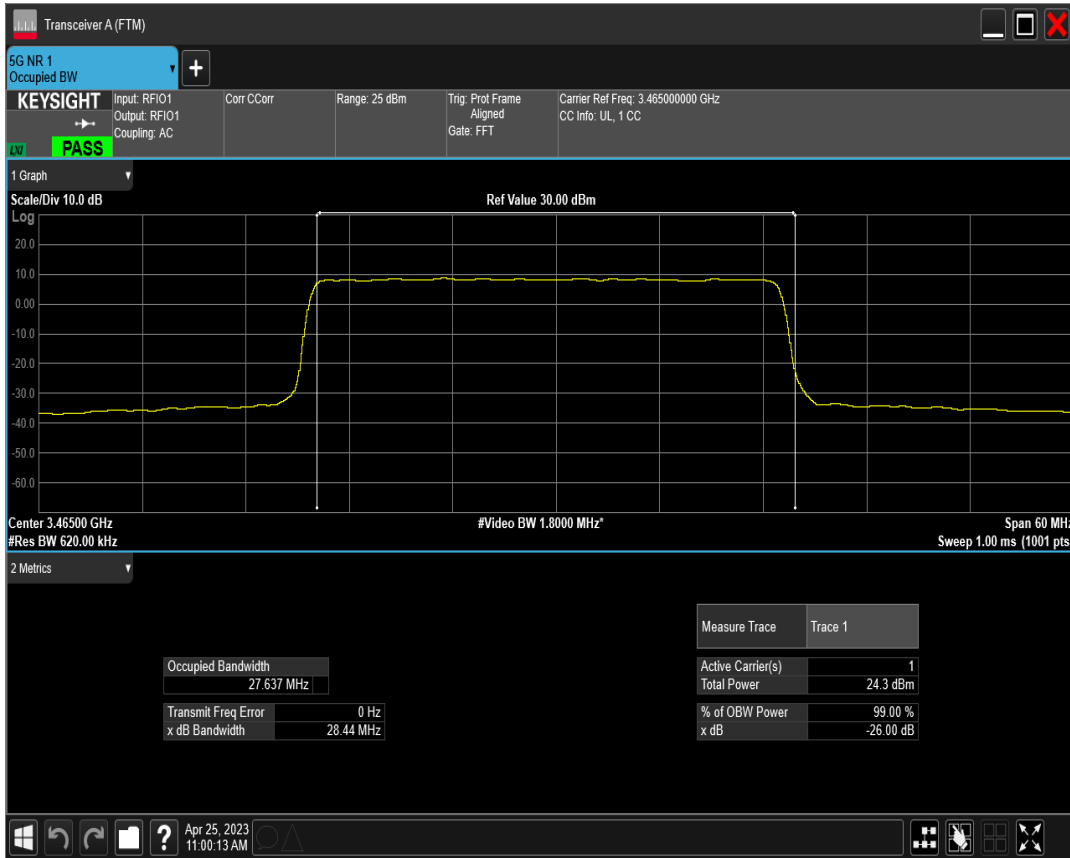 Transceiver A (FTM)
5G NR 1
Occupied BW
+
KEYSIGHT
Input: RFIO1
Output: RFIO1
Coupling: AC
Corr CCorr
Range: 25 dBm
Trig: Prot Frame
Aligned
Gate: FFT
Carrier Ref Freq: 3.465000000 GHz
CC Info: UL, 1 CC
LXI
PASS
1 Graph
Scale/Div 10.0 dB
Ref Value 30.00 dBm
Log
20.0
10.0
0.00
-10.0
-20.0
-30.0
-40.0
-50.0
-60.0
Center 3.46500 GHz
#Video BW 1.8000 MHz*
Span 60 MHz
#Res BW 620.00 kHz
Sweep 1.00 ms (1001 pts
2 Metrics
Measure Trace Trace 1
Occupied Bandwidth
27.637 MHz
Active Carrier(s) 1
Total Power 24.3 dBm
Transmit Freq Error 0 Hz
x dB Bandwidth 28.44 MHz
% of OBW Power 99.00 %
x dB -26.00 dB
?
Apr 25, 2023
11:00:13 AM